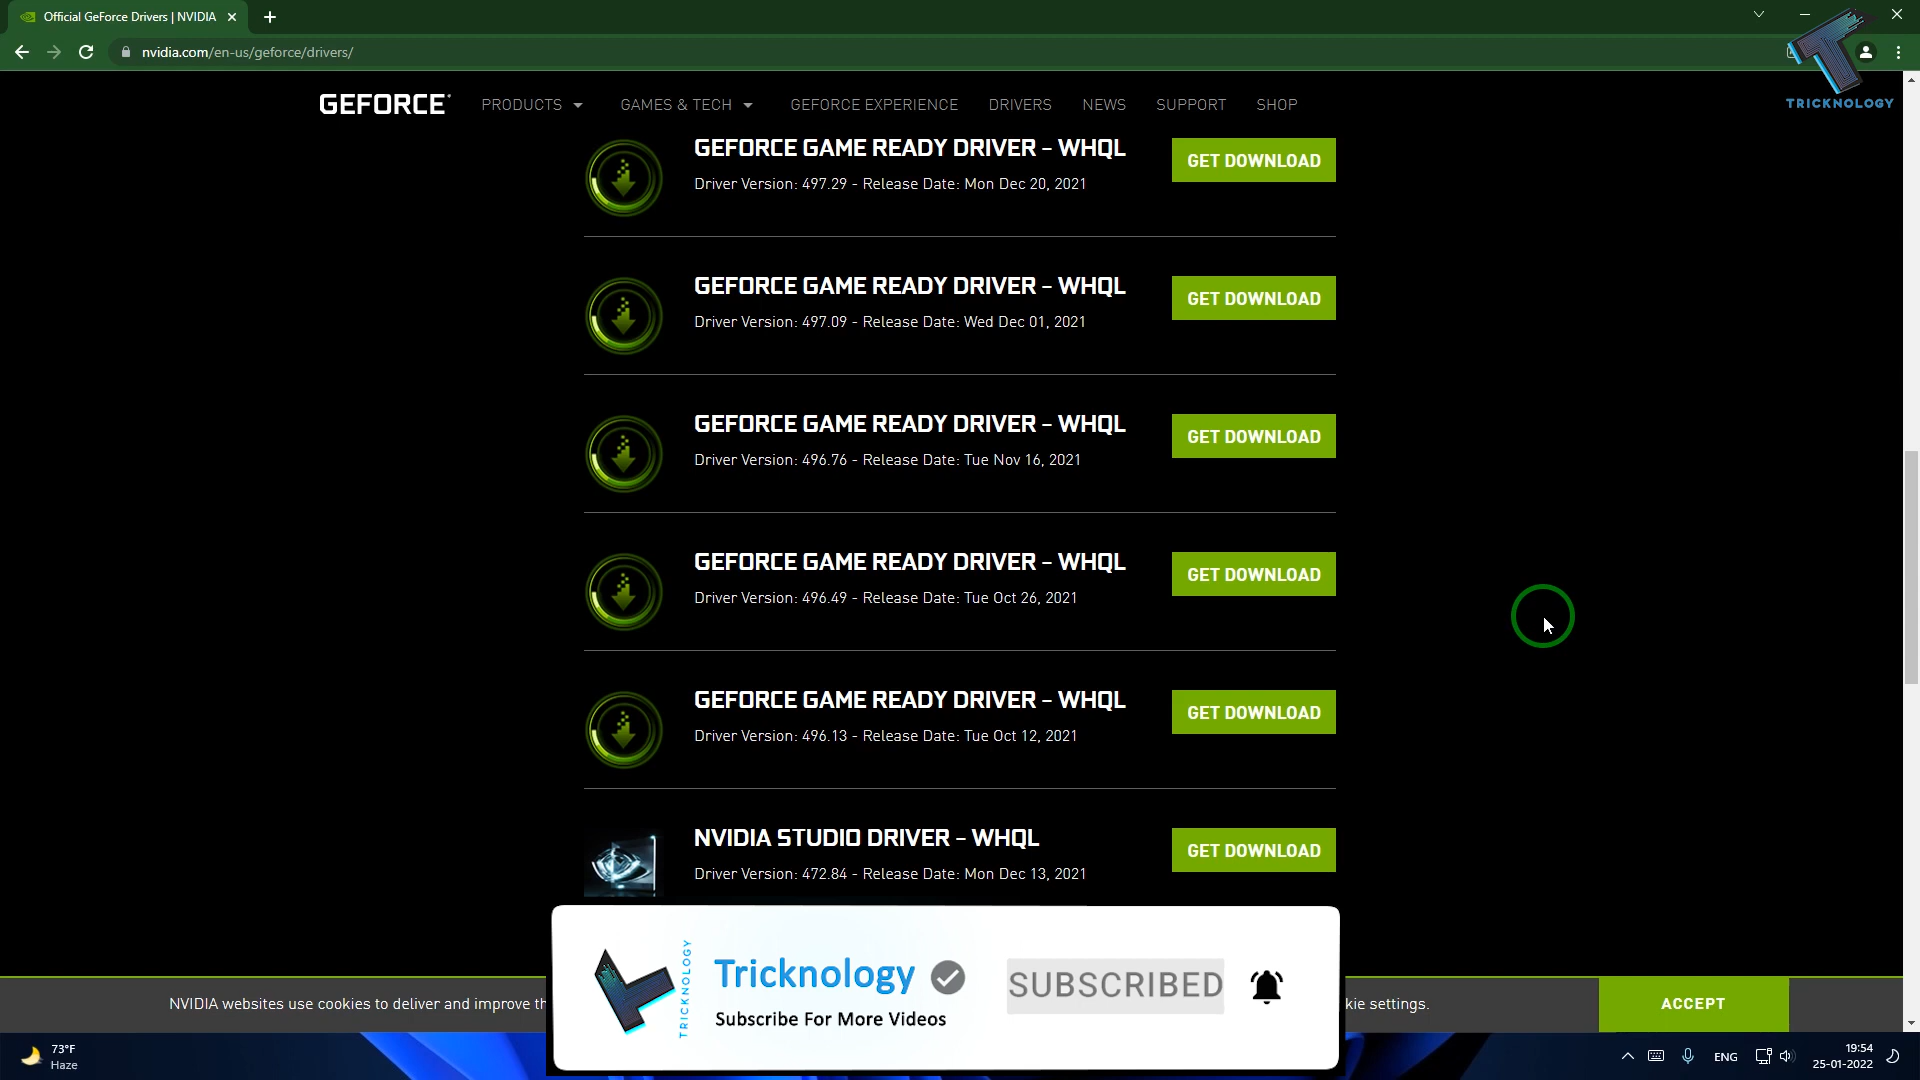 Official GeForce Drivers | NVIDIA
nvidia.com/en-us/geforce/drivers/
TRICKNOLOGY
GEFORCE PRODUCTS GAMES & TECH GEFORCE EXPERIENCE DRIVERS NEWS SUPPORT SHOP
GEFORCE GAME READY DRIVER - WHQL
Driver Version: 497.29 - Release Date: Mon Dec 20, 2021
GET DOWNLOAD
GEFORCE GAME READY DRIVER - WHQL
Driver Version: 497.09 - Release Date: Wed Dec 01, 2021
GET DOWNLOAD
GEFORCE GAME READY DRIVER - WHQL
Driver Version: 496.76 - Release Date: Tue Nov 16, 2021
GET DOWNLOAD
GEFORCE GAME READY DRIVER - WHQL
Driver Version: 496.49 - Release Date: Tue Oct 26, 2021
GET DOWNLOAD
GEFORCE GAME READY DRIVER - WHQL
Driver Version: 496.13 - Release Date: Tue Oct 12, 2021
GET DOWNLOAD
NVIDIA STUDIO DRIVER - WHQL
Driver Version: 472.84 - Release Date: Mon Dec 13, 2021
GET DOWNLOAD
TRICKNOLOGY
Tricknology
Subscribe For More Videos
SUBSCRIBED
NVIDIA websites use cookies to deliver and improve th
kie settings.
ACCEPT
73°F
Haze
ENG
19:54
25-01-2022